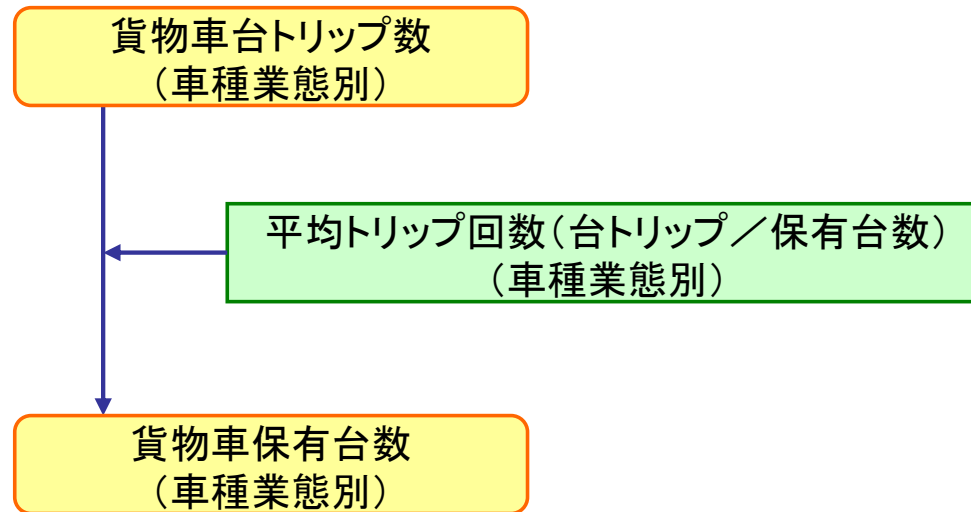 貨物車台トリップ数
（車種業態別）
平均トリップ回数（台トリップ／保有台数）
（車種業態別）
貨物車保有台数
（車種業態別）